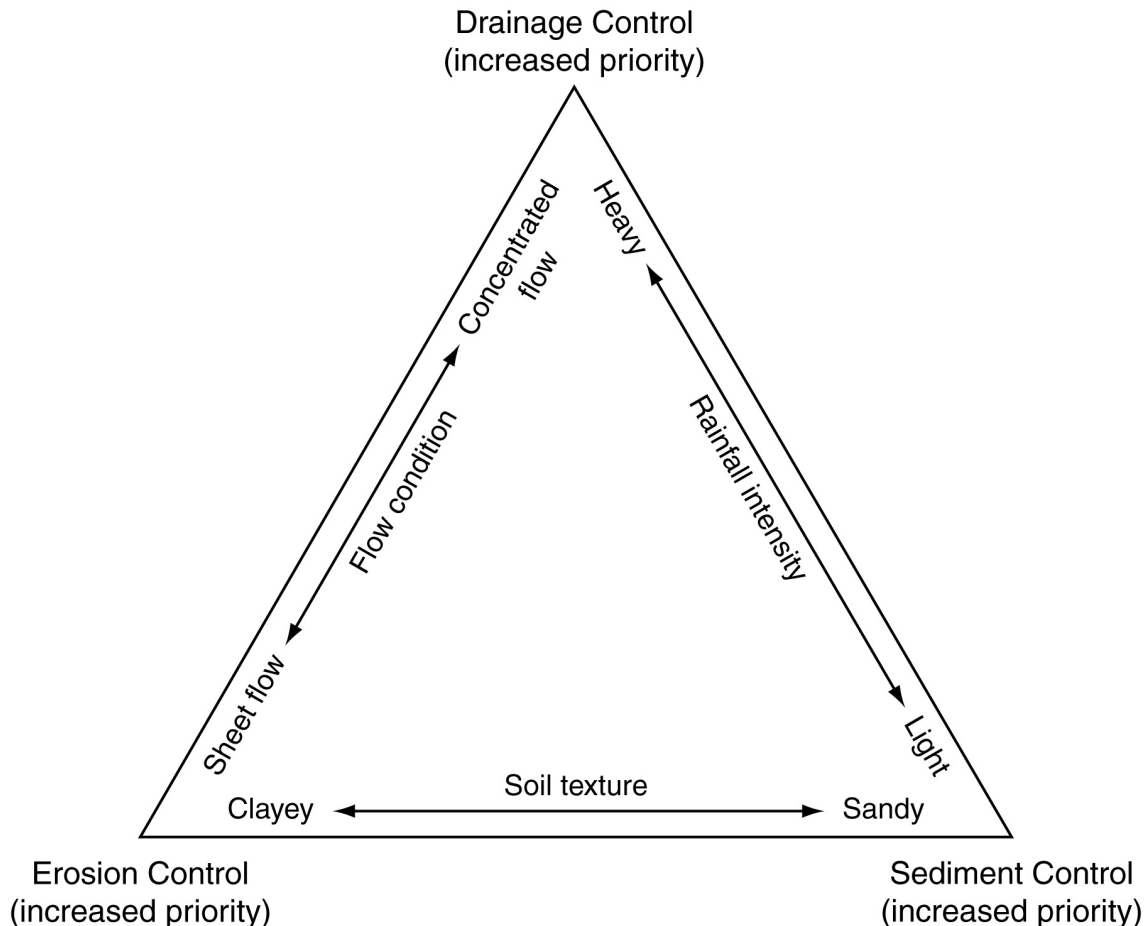 Drainage Control
(increased priority)
Concentrated
flow
Heavy
Flow condition
Rainfall intensity
Sheet flow
Light
Soil texture
Clayey
Sandy
Erosion Control
(increased priority)
Sediment Control
(increased priority)